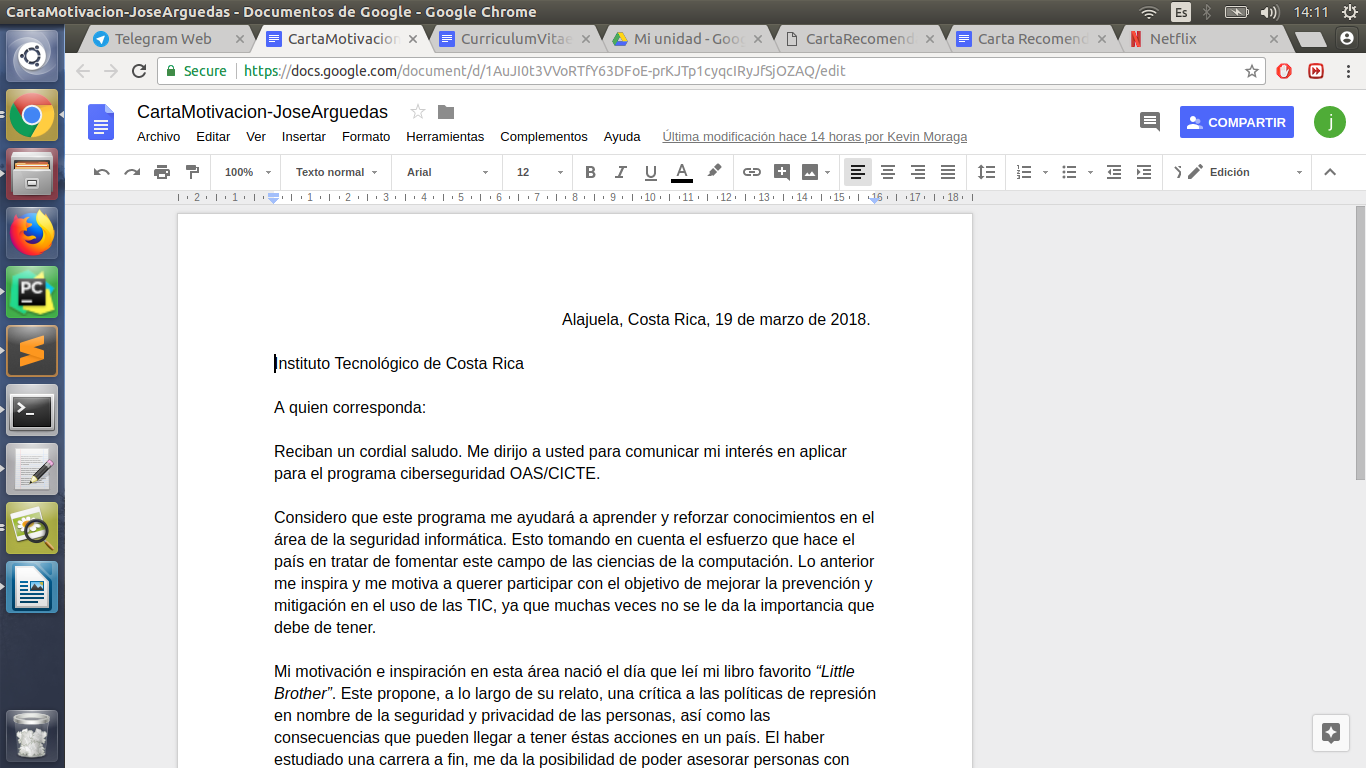 CartaMotivacion-JoseArguedas - Documentos de Google - Google Chrome
Es
14:11
Telegram Web
CartaMotivacion
CurriculumVitae
Mi unidad - Goo
CartaRecomend
Carta Recomend
Netflix
Secure
https://docs.google.com/document/d/1AuJI0t3VVoRTfY63DFoE-prKJTp1cyqcIRyJfSjOZAQ/edit
CartaMotivacion-JoseArguedas
Archivo Editar Ver Insertar Formato Herramientas Complementos Ayuda Última modificación hace 14 horas por Kevin Moraga
COMPARTIR
j
100% Texto normal Arial 12 B I U A Edición
2 1 1 2 3 4 5 6 7 8 9 10 11 12 13 14 15 16 17 18
PC
Alajuela, Costa Rica, 19 de marzo de 2018.
Instituto Tecnológico de Costa Rica
A quien corresponda:
Reciban un cordial saludo. Me dirijo a usted para comunicar mi interés en aplicar
para el programa ciberseguridad OAS/CICTE.
Considero que este programa me ayudará a aprender y reforzar conocimientos en el
área de la seguridad informática. Esto tomando en cuenta el esfuerzo que hace el
país en tratar de fomentar este campo de las ciencias de la computación. Lo anterior
me inspira y me motiva a querer participar con el objetivo de mejorar la prevención y
mitigación en el uso de las TIC, ya que muchas veces no se le da la importancia que
debe de tener.
Mi motivación e inspiración en esta área nació el día que leí mi libro favorito “Little
Brother”. Este propone, a lo largo de su relato, una crítica a las políticas de represión
en nombre de la seguridad y privacidad de las personas, así como las
consecuencias que pueden llegar a tener éstas acciones en un país. El haber
estudiado una carrera a fin, me da la posibilidad de poder asesorar personas con